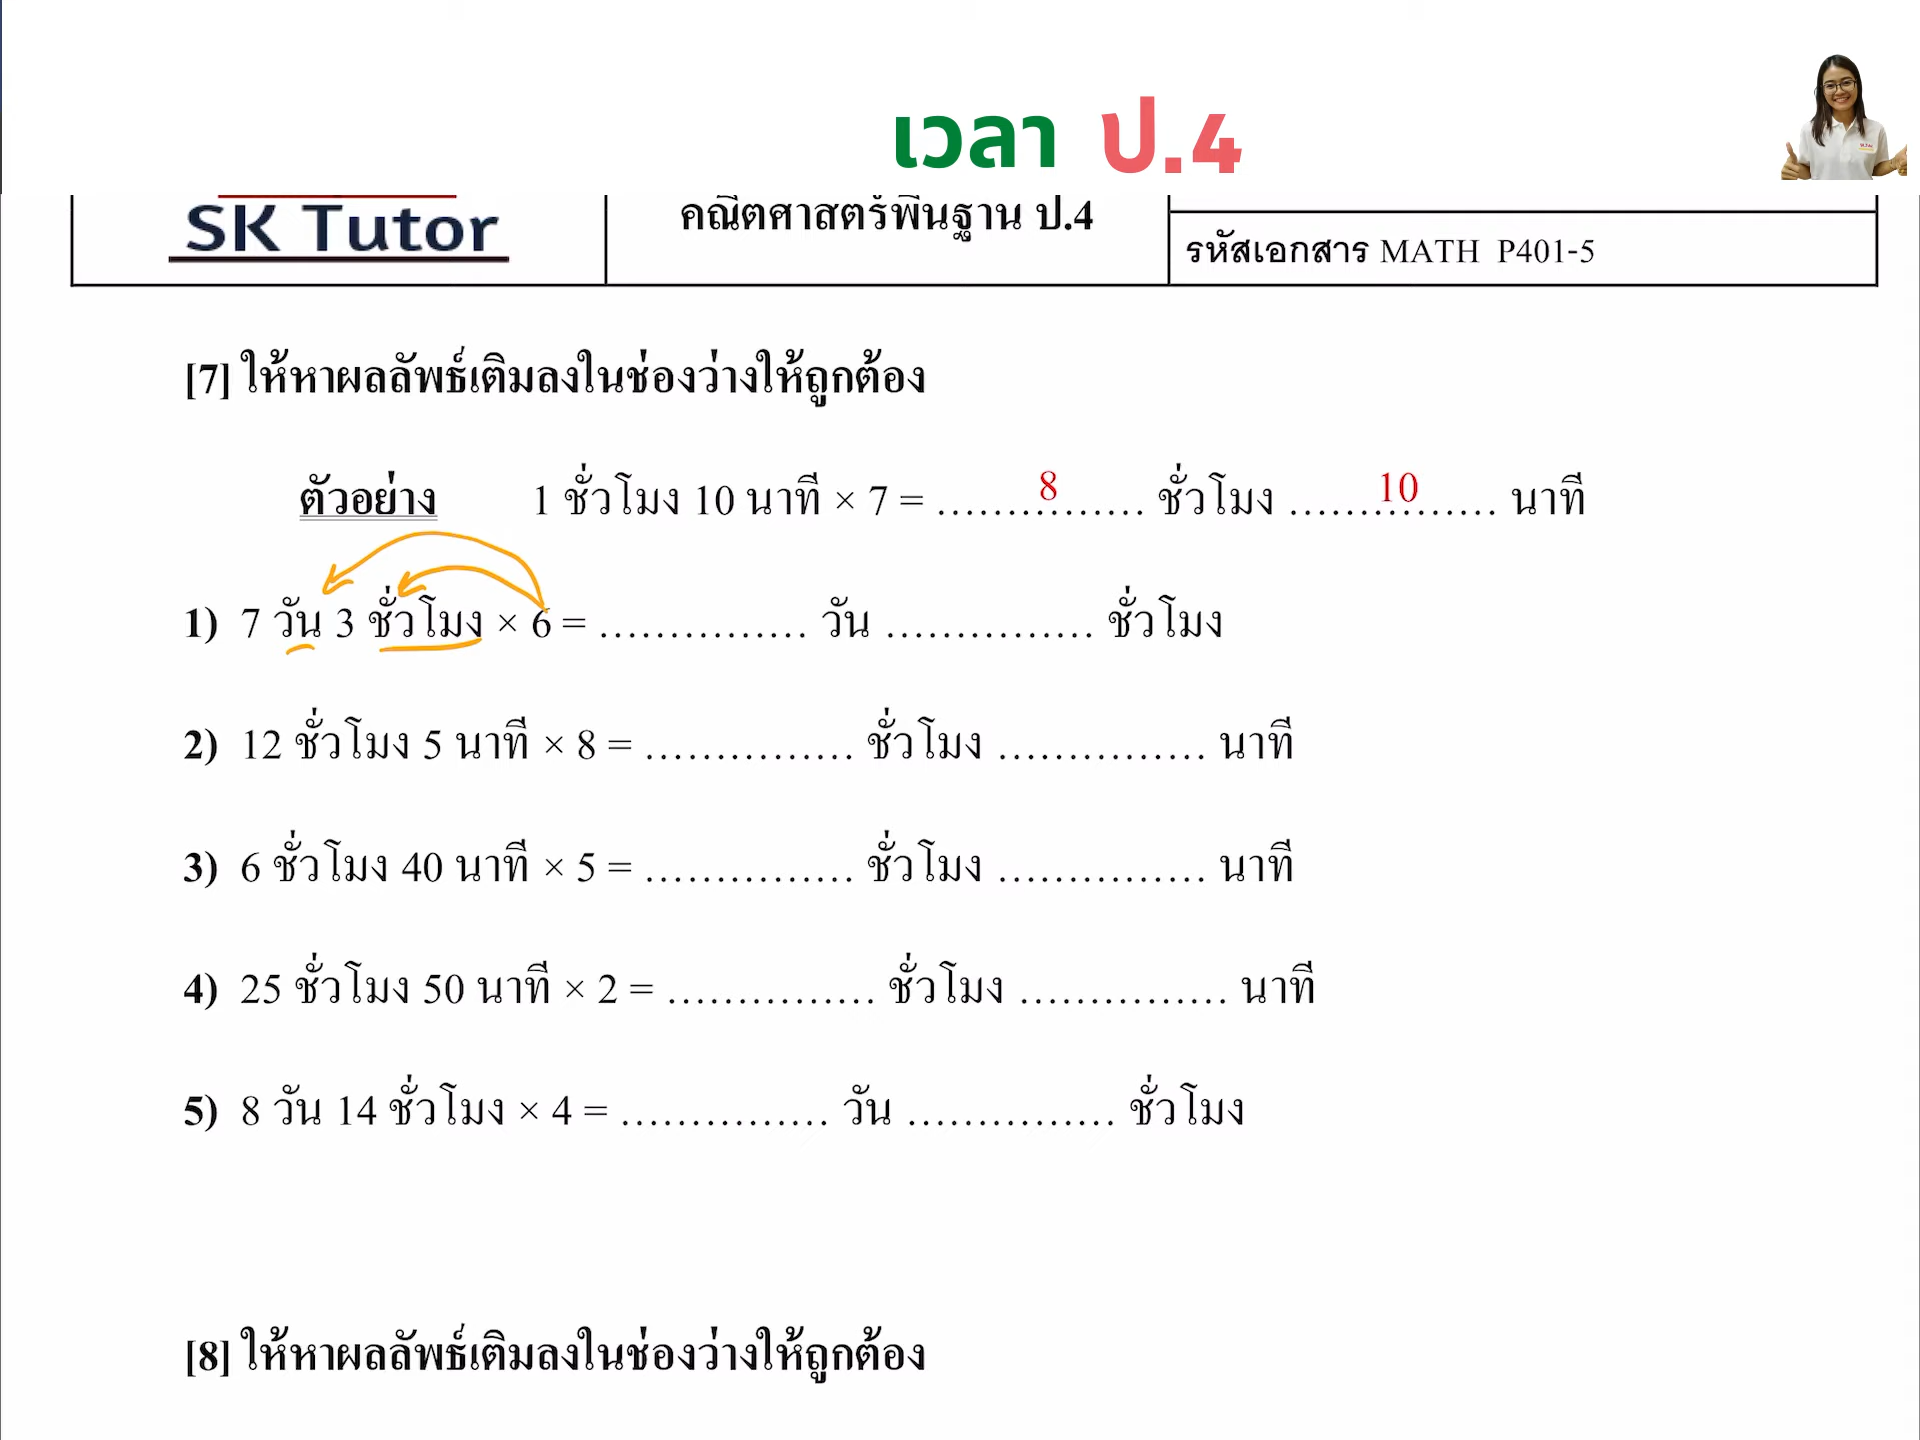 เวลา ป.4
SK Tutor
คณิตศาสตร์พื้นฐาน ป.4
รหัสเอกสาร MATH P401-5
[7] ให้หาผลลัพธ์เติมลงในช่องว่างให้ถูกต้อง
ตัวอย่าง 1 ชั่วโมง 10 นาที × 7 = ……8……… ชั่วโมง ……10……… นาที
1) 7 วัน 3 ชั่วโมง × 6 = …………… วัน …………… ชั่วโมง
2) 12 ชั่วโมง 5 นาที × 8 = …………… ชั่วโมง …………… นาที
3) 6 ชั่วโมง 40 นาที × 5 = …………… ชั่วโมง …………… นาที
4) 25 ชั่วโมง 50 นาที × 2 = …………… ชั่วโมง …………… นาที
5) 8 วัน 14 ชั่วโมง × 4 = …………… วัน …………… ชั่วโมง
[8] ให้หาผลลัพธ์เติมลงในช่องว่างให้ถูกต้อง